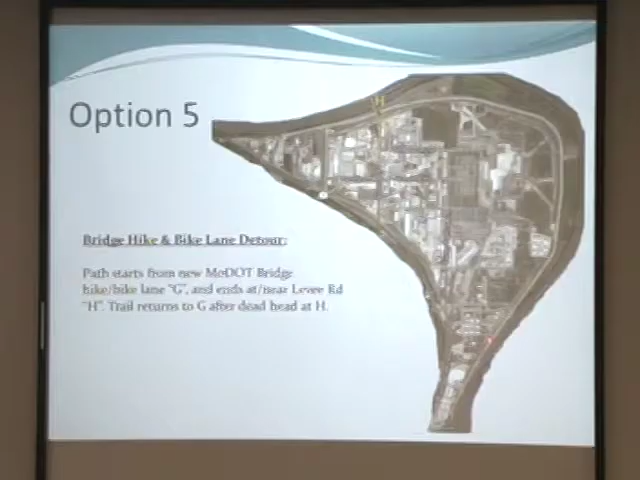 Option 5
H
Bridge Hike & Bike Lane Detour:
Path starts from new MoDOT Bridge
hike/bike lane "G", and ends at/near Levee Rd
"H". Trail returns to G after dead head at H.